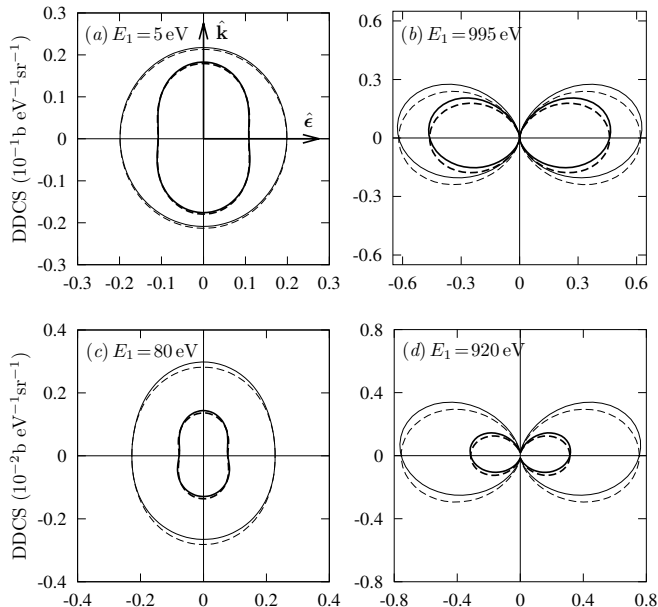 DDCS (10⁻¹b eV⁻¹sr⁻¹)
(a) E₁ = 5 eV
k̂
ϵ̂
0.3
0.2
0.1
0
-0.1
-0.2
-0.3
-0.3 -0.2 -0.1 0 0.1 0.2 0.3
(b) E₁ = 995 eV
0.6
0.3
0
-0.3
-0.6
-0.6 -0.3 0 0.3 0.6
DDCS (10⁻²b eV⁻¹sr⁻¹)
(c) E₁ = 80 eV
0.4
0.2
0
-0.2
-0.4
-0.4 -0.2 0 0.2 0.4
(d) E₁ = 920 eV
0.8
0.4
0
-0.4
-0.8
-0.8 -0.4 0 0.4 0.8